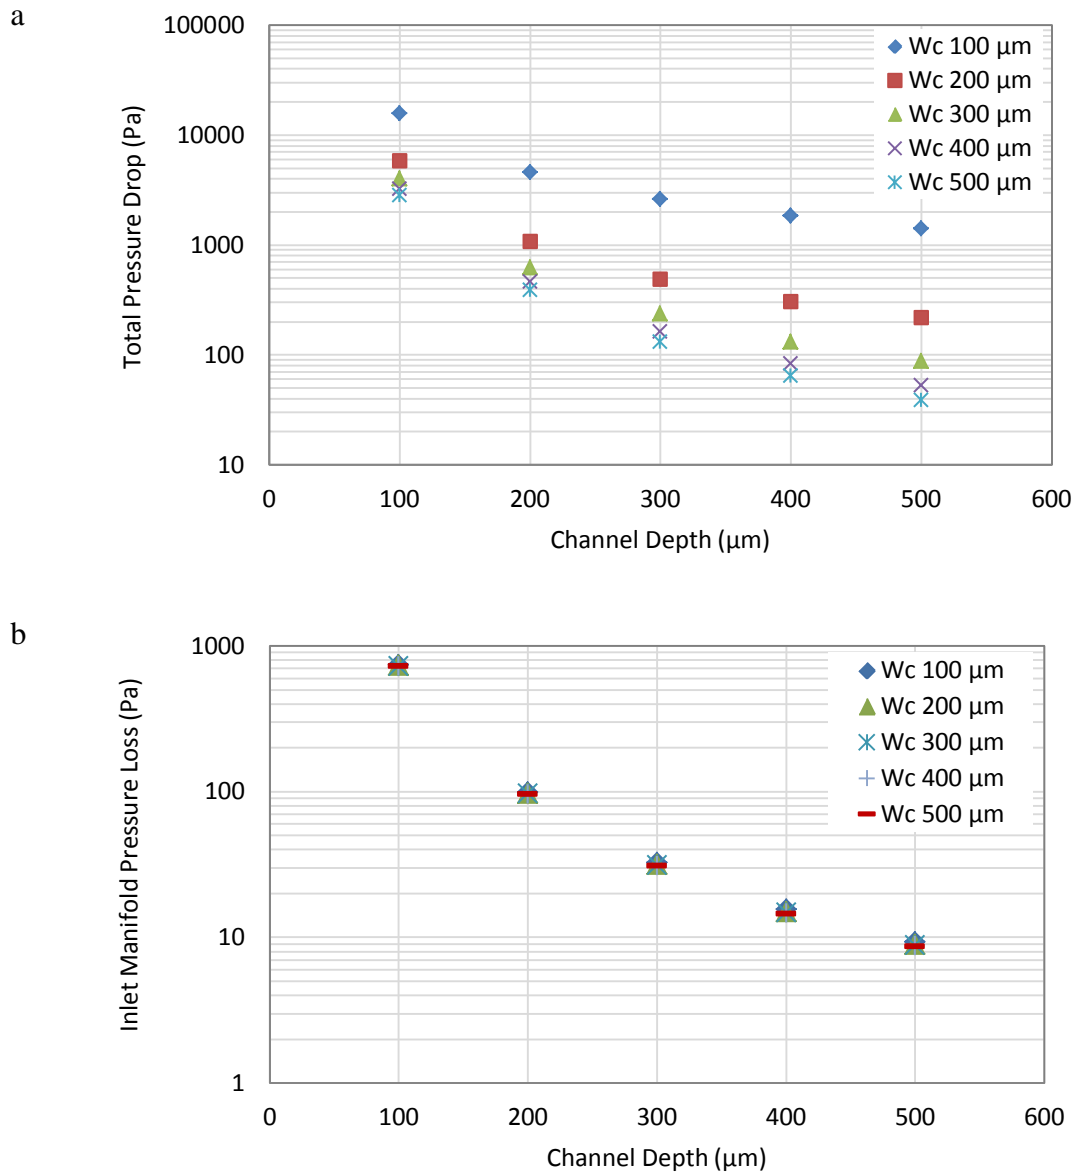 a
100000
10000
1000
100
10
0 100 200 300 400 500 600
Total Pressure Drop (Pa)
Channel Depth (µm)
Wc 100 µm
Wc 200 µm
Wc 300 µm
Wc 400 µm
Wc 500 µm
b
1000
100
10
1
0 100 200 300 400 500 600
Inlet Manifold Pressure Loss (Pa)
Channel Depth (µm)
Wc 100 µm
Wc 200 µm
Wc 300 µm
Wc 400 µm
Wc 500 µm